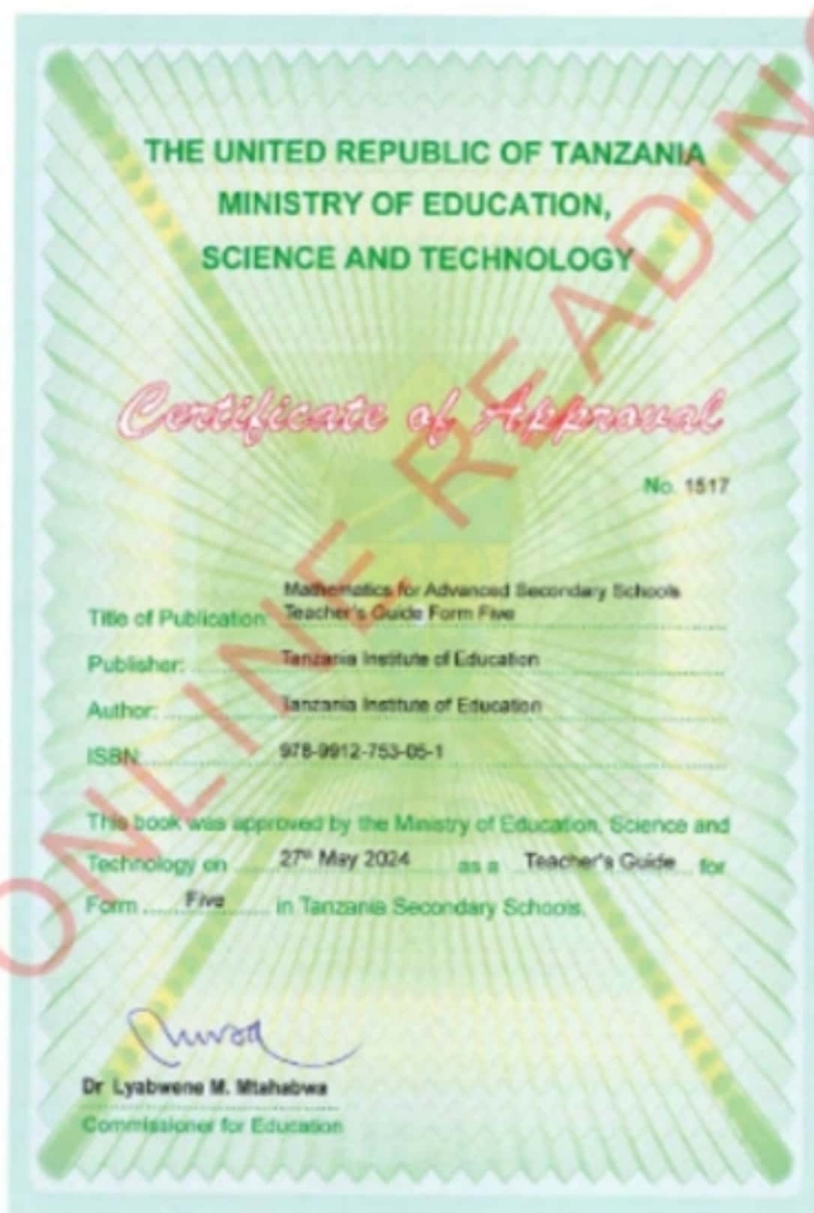 THE UNITED REPUBLIC OF TANZANIA
MINISTRY OF EDUCATION,
SCIENCE AND TECHNOLOGY
Certificate of Approval
No. 1517
Mathematics for Advanced Secondary Schools
Title of Publication: Teacher's Guide Form Five
Publisher: Tanzania Institute of Education
Author: Tanzania Institute of Education
ISBN: 978-9912-753-05-1
This book was approved by the Ministry of Education, Science and
Technology on 27th May 2024 as a Teacher's Guide for
Form Five in Tanzania Secondary Schools.
Dr Lyabwene M. Mtahabwa
Commissioner for Education
ONLINE READING